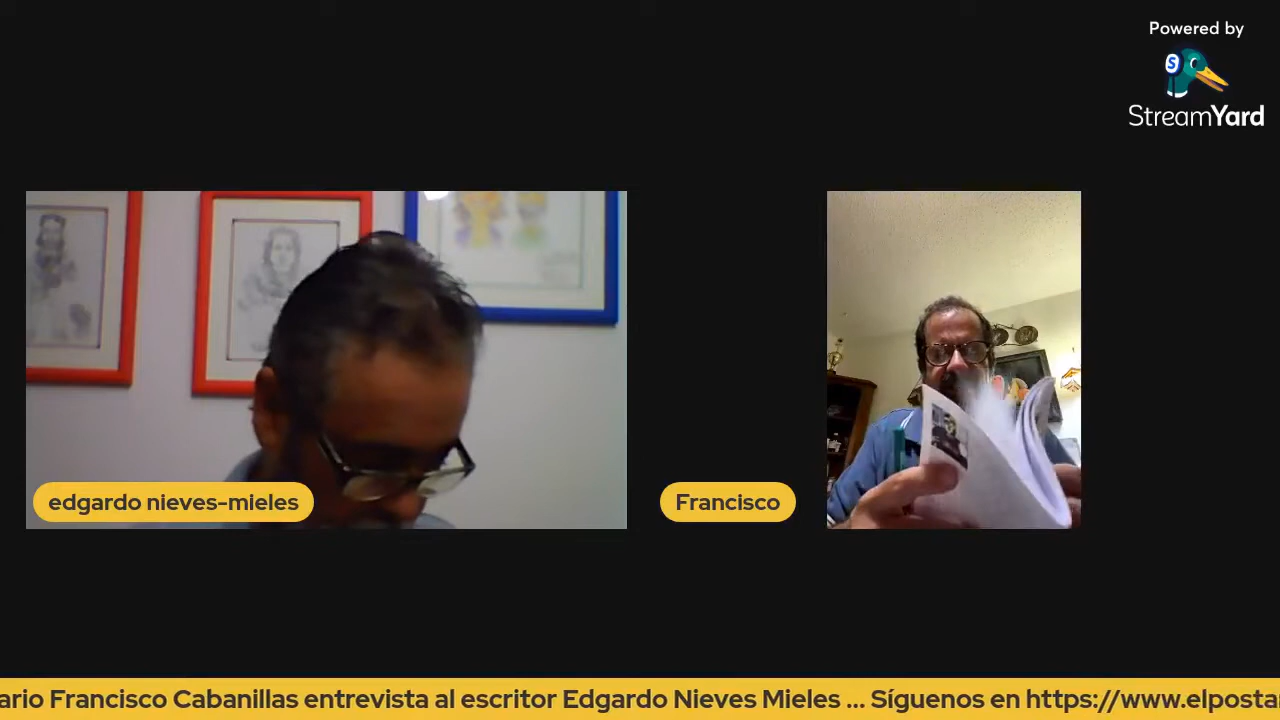 Powered by
StreamYard
edgardo nieves-mieles
Francisco
ario Francisco Cabanillas entrevista al escritor Edgardo Nieves Mieles ... Síguenos en https://www.elposta